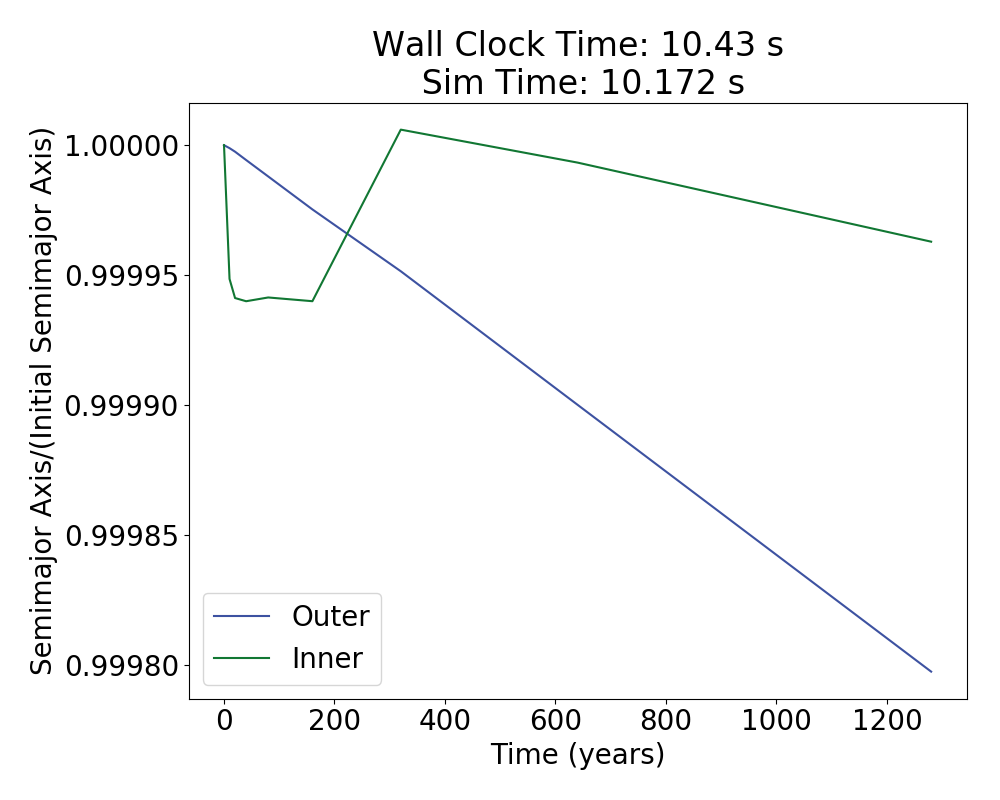 Wall Clock Time: 10.43 s
Sim Time: 10.172 s
Semimajor Axis/(Initial Semimajor Axis)
1.00000
0.99995
0.99990
0.99985
0.99980
Outer
Inner
0 200 400 600 800 1000 1200
Time (years)